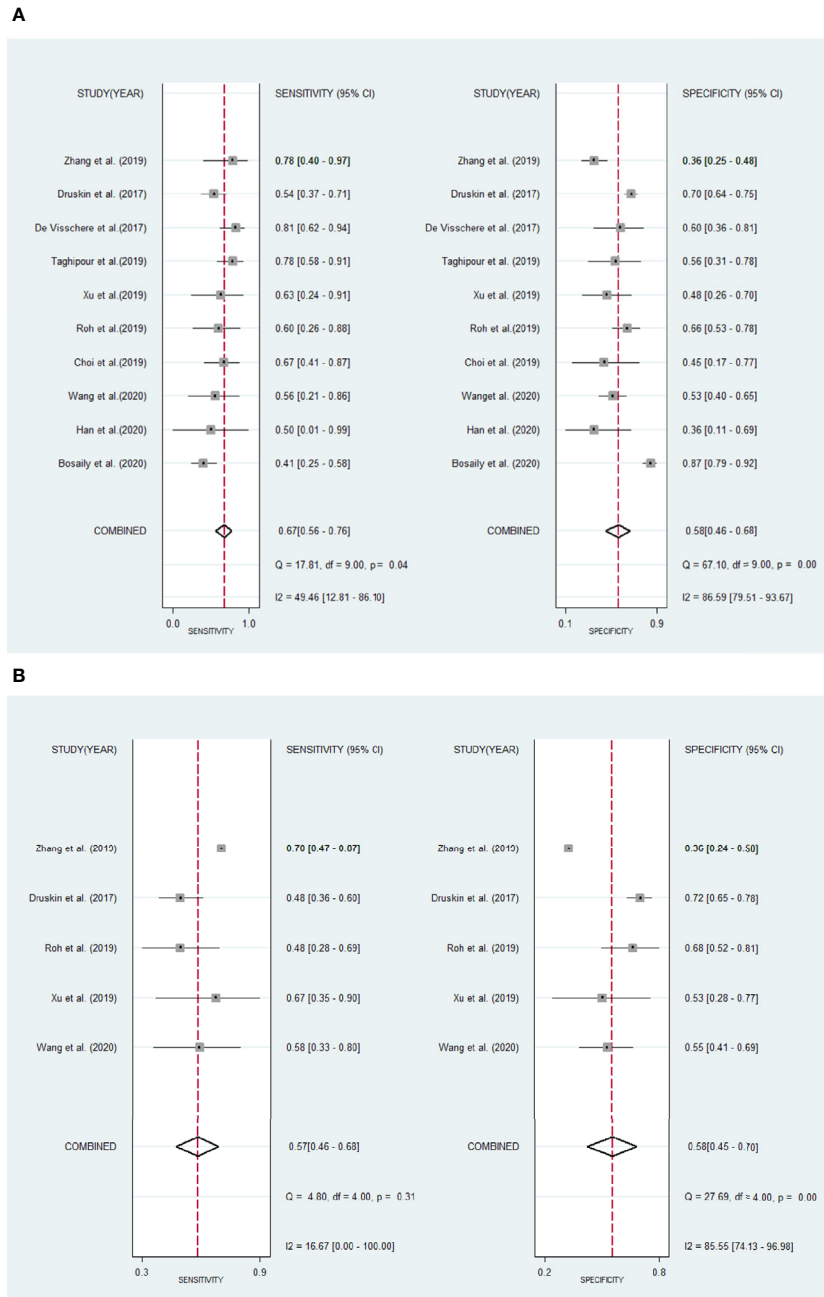 A
STUDY(YEAR) SENSITIVITY (95% CI)
Zhang et al. (2019) 0.78 [0.40 - 0.97]
Druskin et al. (2017) 0.54 [0.37 - 0.71]
De Visschere et al.(2017) 0.81 [0.62 - 0.94]
Taghipour et al.(2019) 0.78 [0.58 - 0.91]
Xu et al.(2019) 0.63 [0.24 - 0.91]
Roh et al.(2019) 0.60 [0.26 - 0.88]
Choi et al.(2019) 0.67 [0.41 - 0.87]
Wang et al.(2020) 0.56 [0.21 - 0.86]
Han et al.(2020) 0.50 [0.01 - 0.99]
Bosaily et al. (2020) 0.41 [0.25 - 0.58]
COMBINED 0.67[0.56 - 0.76]
Q = 17.81, df = 9.00, p = 0.04
I2 = 49.46 [12.81 - 86.10]
0.0 1.0
SENSITIVITY
STUDY(YEAR) SPECIFICITY (95% CI)
Zhang et al. (2019) 0.36 [0.25 - 0.48]
Druskin et al. (2017) 0.70 [0.64 - 0.75]
De Visschere et al.(2017) 0.60 [0.36 - 0.81]
Taghipour et al.(2019) 0.56 [0.31 - 0.78]
Xu et al.(2019) 0.48 [0.26 - 0.70]
Roh et al.(2019) 0.66 [0.53 - 0.78]
Choi et al.(2019) 0.45 [0.17 - 0.77]
Wanget al. (2020) 0.53 [0.40 - 0.65]
Han et al. (2020) 0.36 [0.11 - 0.69]
Bosaily et al. (2020) 0.87 [0.79 - 0.92]
COMBINED 0.58[0.46 - 0.68]
Q = 67.10, df = 9.00, p = 0.00
I2 = 86.59 [79.51 - 93.67]
0.1 0.9
SPECIFICITY
B
STUDY(YEAR) SENSITIVITY (95% CI)
Zhang et al. (2019) 0.70 [0.47 - 0.07]
Druskin et al. (2017) 0.48 [0.36 - 0.60]
Roh et al. (2019) 0.48 [0.28 - 0.69]
Xu et al. (2019) 0.67 [0.35 - 0.90]
Wang et al. (2020) 0.58 [0.33 - 0.80]
COMBINED 0.57[0.46 - 0.68]
Q = 4.80, df = 4.00, p = 0.31
I2 = 16.67 [0.00 - 100.00]
0.3 0.9
SENSITIVITY
STUDY(YEAR) SPECIFICITY (95% CI)
Zhang et al. (2019) 0.36 [0.24 - 0.50]
Druskin et al. (2017) 0.72 [0.65 - 0.78]
Roh et al. (2019) 0.68 [0.52 - 0.81]
Xu et al. (2019) 0.53 [0.28 - 0.77]
Wang et al. (2020) 0.55 [0.41 - 0.69]
COMBINED 0.58[0.45 - 0.70]
Q = 27.69, df = 4.00, p = 0.00
I2 = 85.55 [74.13 - 96.98]
0.2 0.8
SPECIFICITY